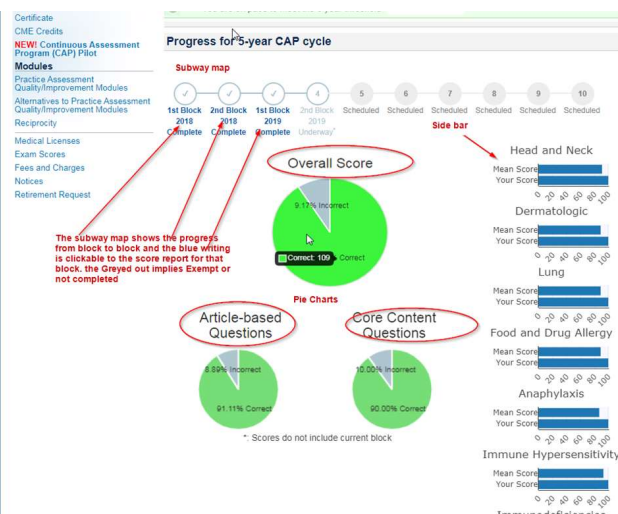 Certificate
CME Credits
NEW! Continuous Assessment
Program (CAP) Pilot
Modules
Practice Assessment
Quality/Improvement Modules
Alternatives to Practice Assessment
Quality/Improvement Modules
Reciprocity
Medical Licenses
Exam Scores
Fees and Charges
Notices
Retirement Request
Progress for 5-year CAP cycle
Subway map
4 5 6 7 8 9 10
1st Block 2nd Block 1st Block 2nd Block Scheduled Scheduled Scheduled Scheduled Scheduled Scheduled
2018 2018 2019 2019
Complete Complete Complete Underway*
Side bar
The subway map shows the progress
from block to block and the blue writing
is clickable to the score report for that
block. the Greyed out implies Exempt or
not completed
Overall Score
9.17% Incorrect
Correct: 109 Correct
Pie Charts
Article-based
Questions
8.89% Incorrect
91.11% Correct
Core Content
Questions
10.00% Incorrect
90.00% Correct
*: Scores do not include current block
Head and Neck
Mean Score
Your Score
0 20 40 60 80 100
Dermatologic
Mean Score
Your Score
0 20 40 60 80 100
Lung
Mean Score
Your Score
0 20 40 60 80 100
Food and Drug Allergy
Mean Score
Your Score
0 20 40 60 80 100
Anaphylaxis
Mean Score
Your Score
0 20 40 60 80 100
Immune Hypersensitivity
Mean Score
Your Score
0 20 40 60 80 100